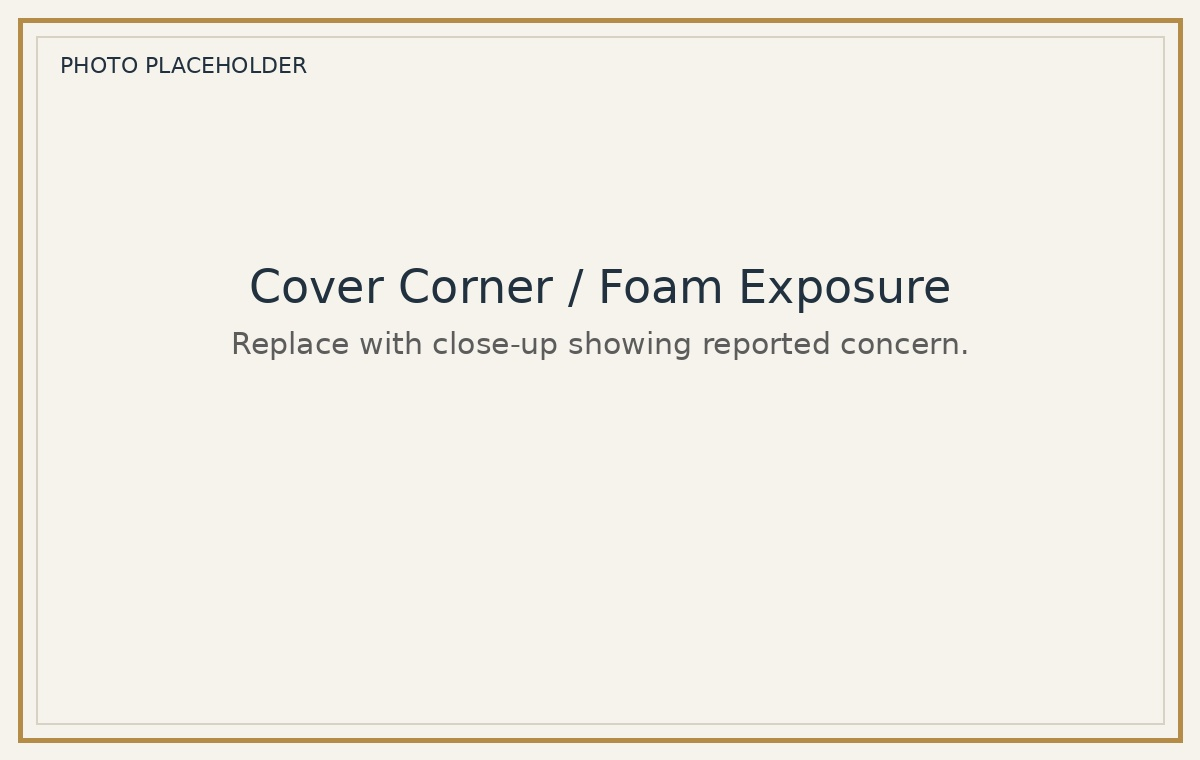 PHOTO PLACEHOLDER
Cover Corner / Foam Exposure
Replace with close-up showing reported concern.